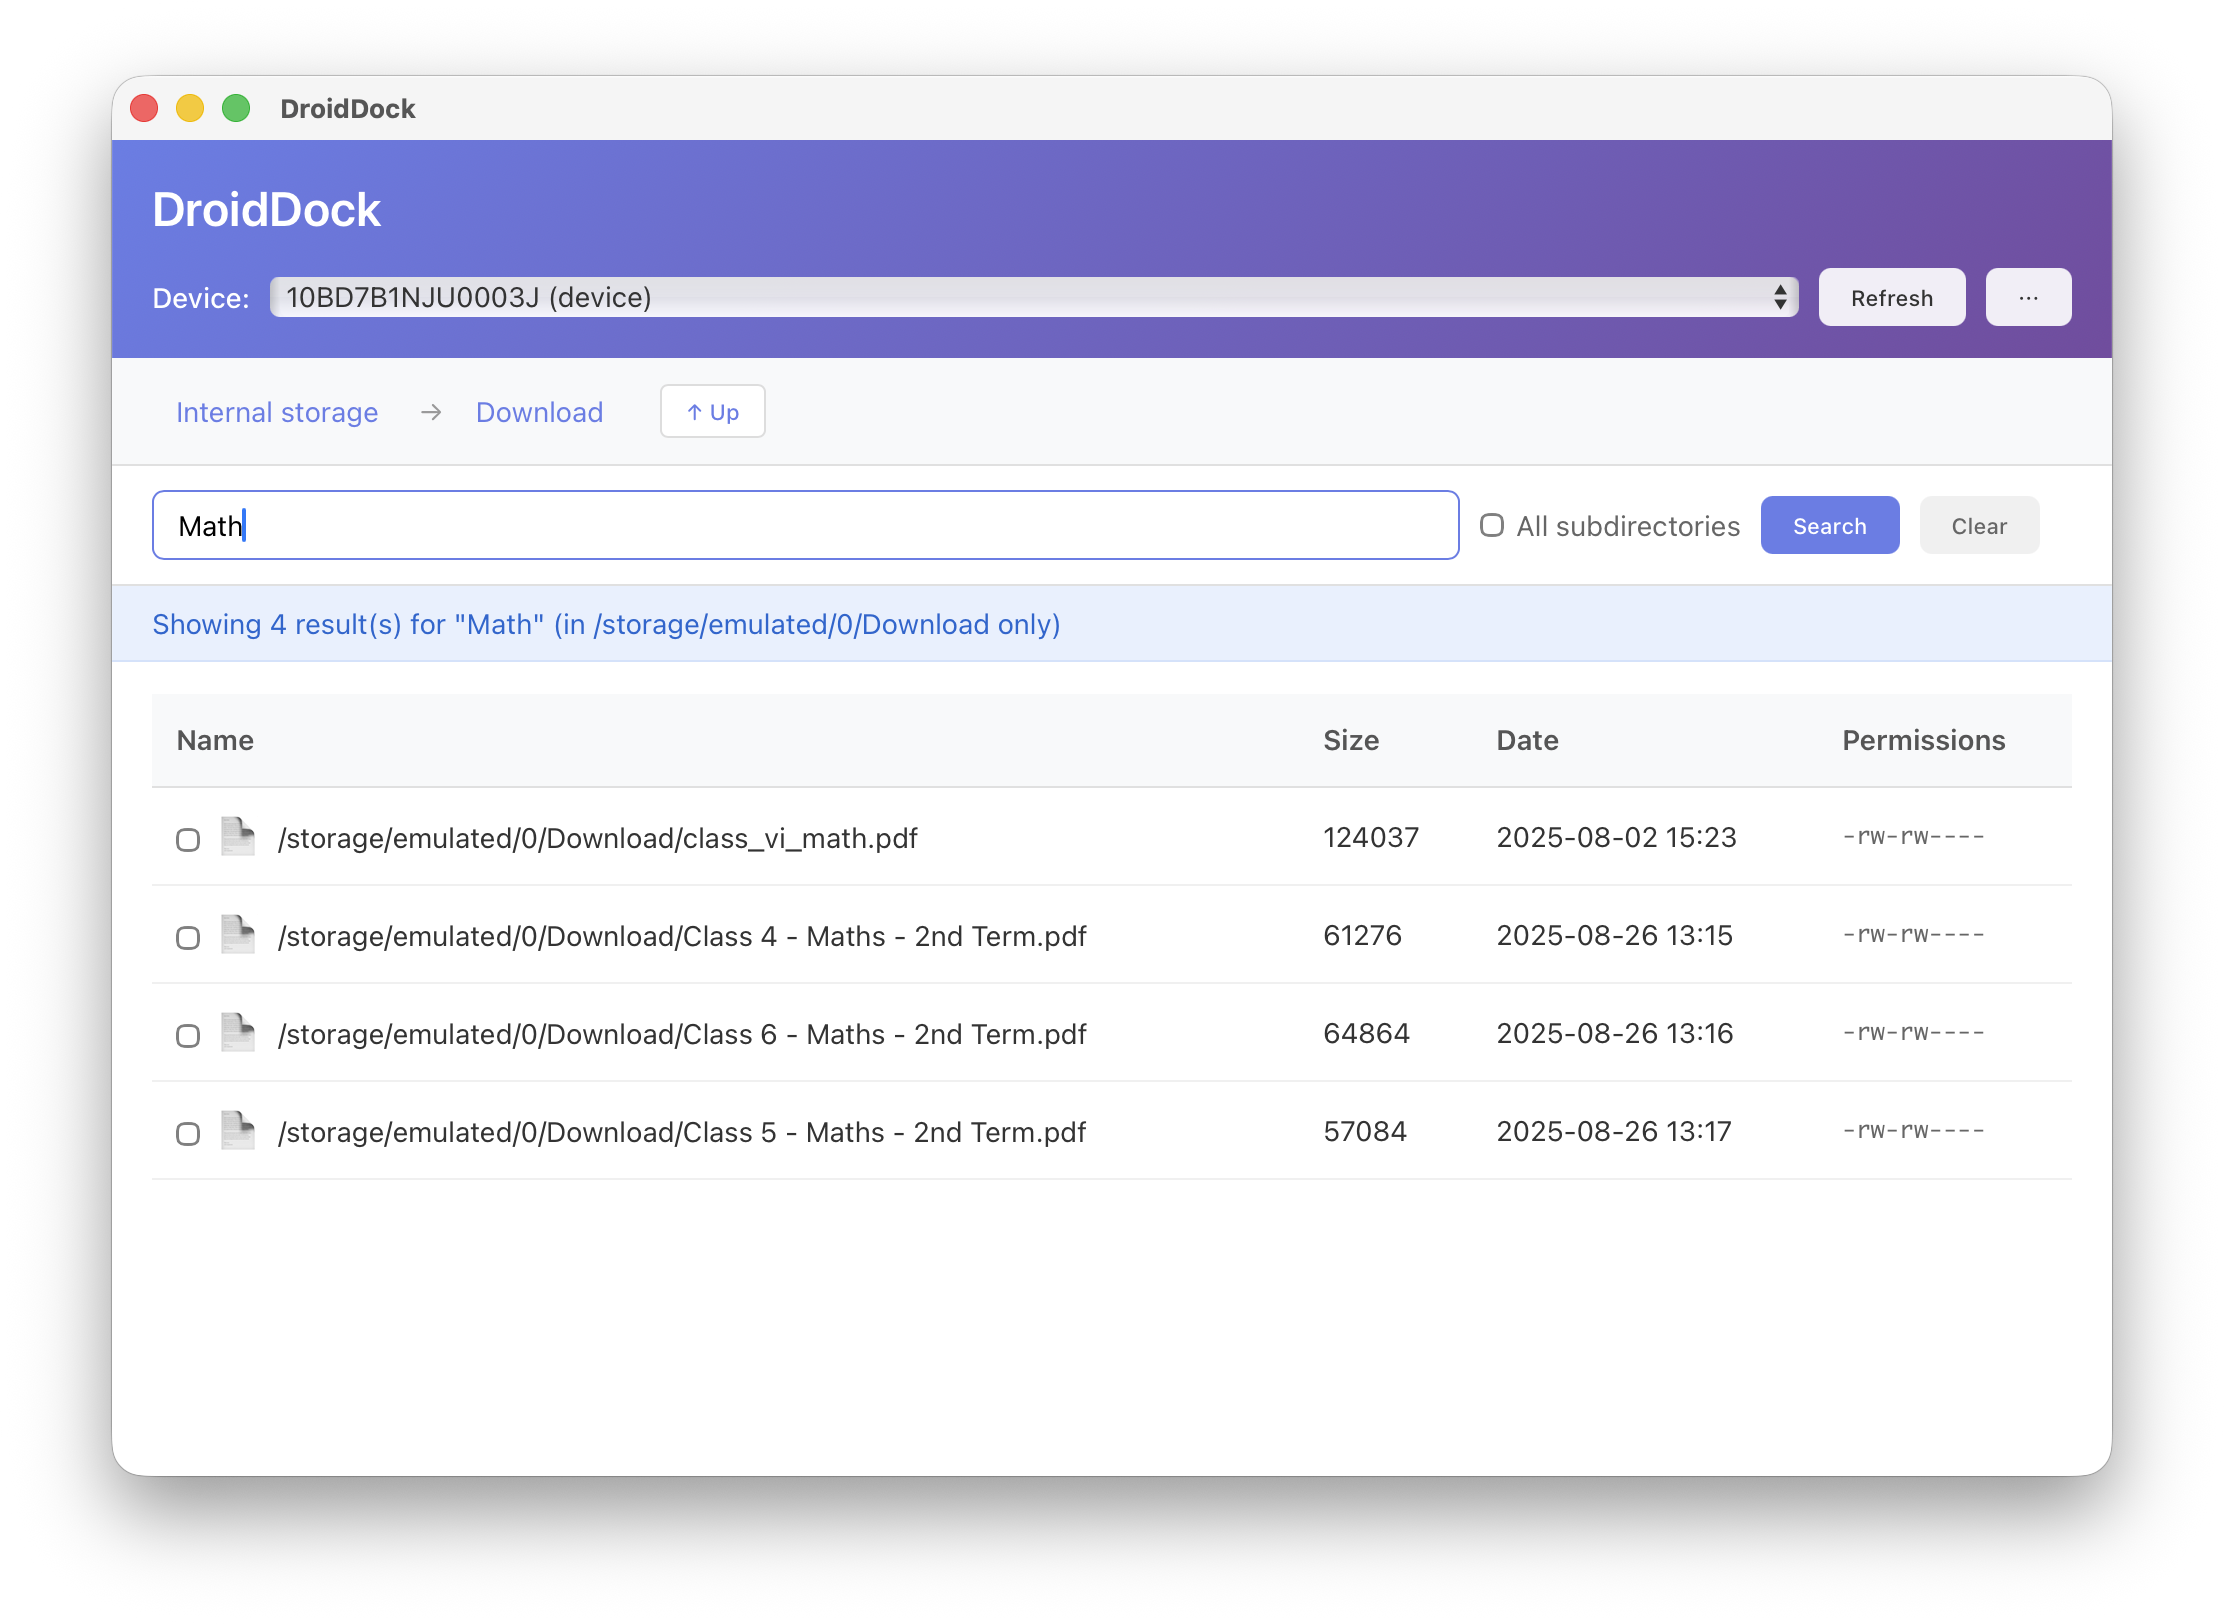 DroidDock
DroidDock
Device: 10BD7B1NJU0003J (device) Refresh ...
Internal storage → Download ↑ Up
Math All subdirectories Search Clear
Showing 4 result(s) for "Math" (in /storage/emulated/0/Download only)
Name Size Date Permissions
/storage/emulated/0/Download/class_vi_math.pdf 124037 2025-08-02 15:23 -rw-rw----
/storage/emulated/0/Download/Class 4 - Maths - 2nd Term.pdf 61276 2025-08-26 13:15 -rw-rw----
/storage/emulated/0/Download/Class 6 - Maths - 2nd Term.pdf 64864 2025-08-26 13:16 -rw-rw----
/storage/emulated/0/Download/Class 5 - Maths - 2nd Term.pdf 57084 2025-08-26 13:17 -rw-rw----